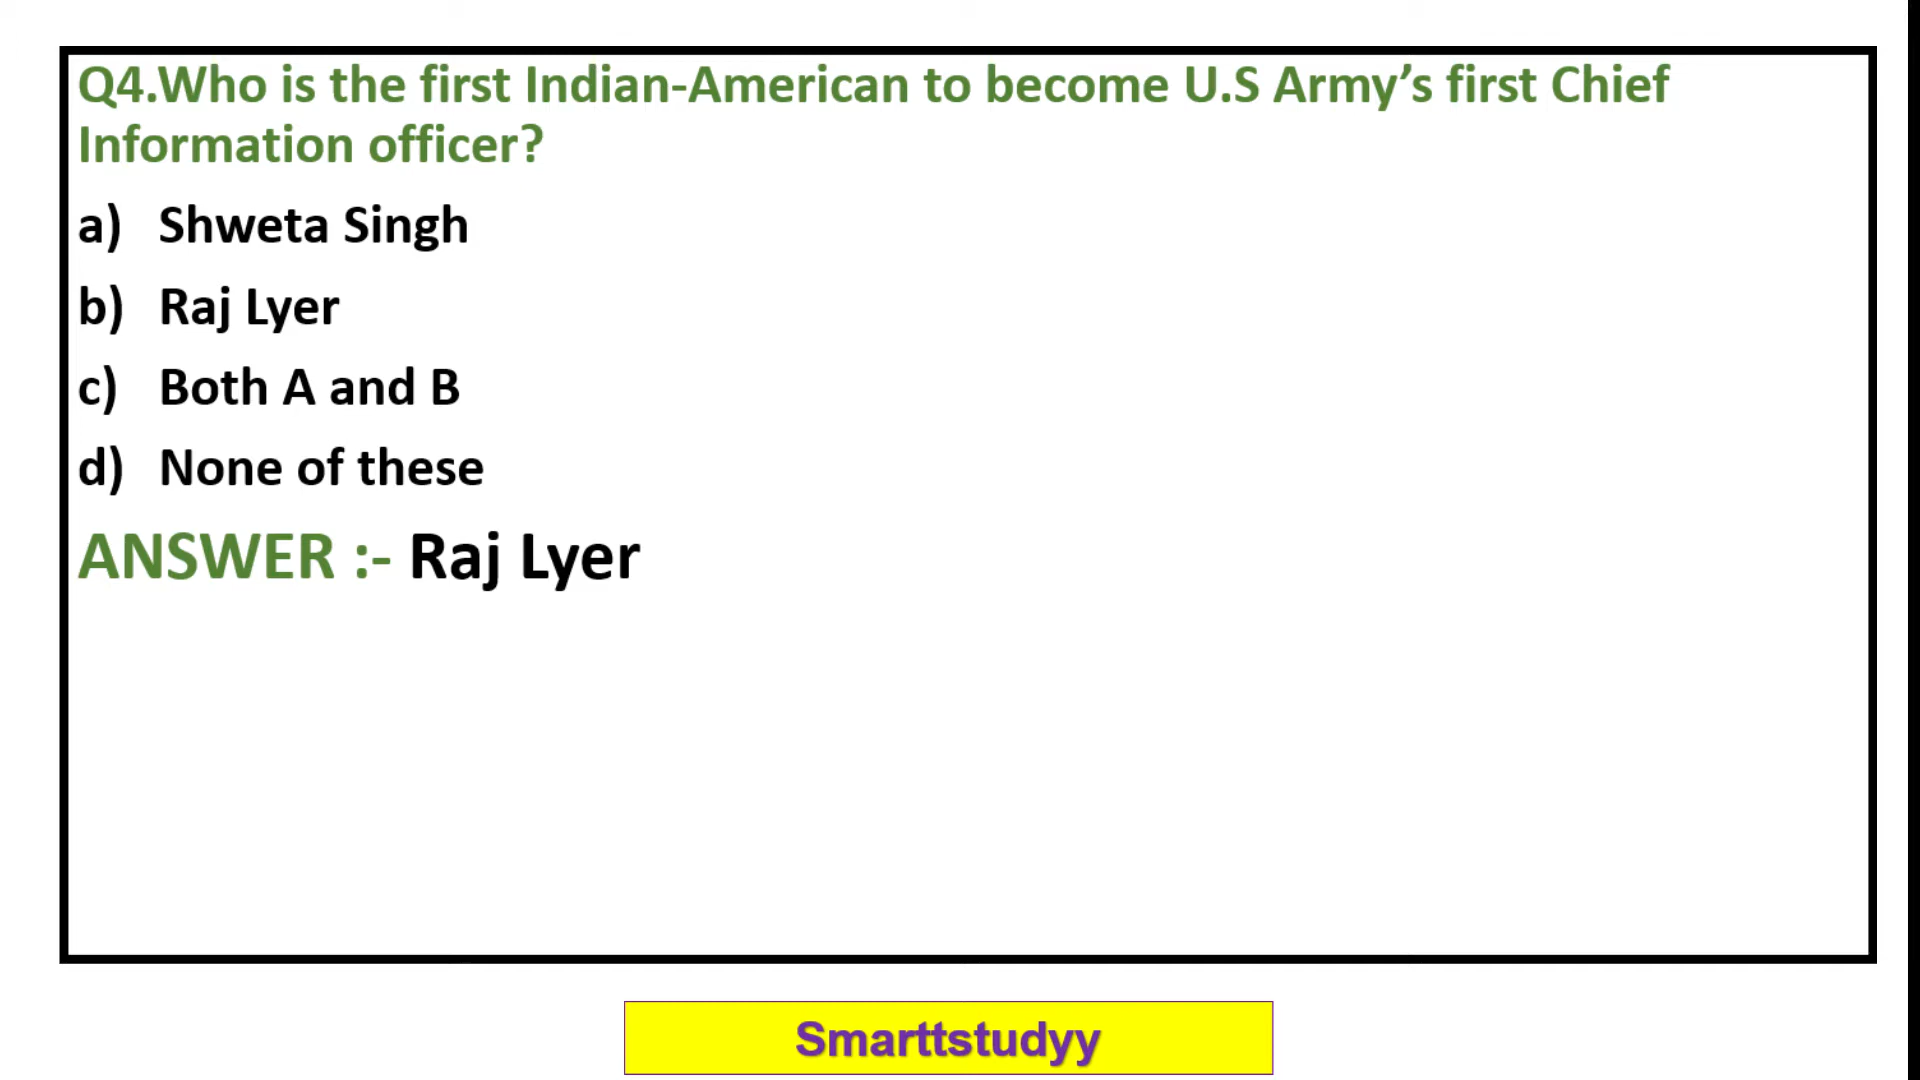 Q4.Who is the first Indian-American to become U.S Army’s first Chief
Information officer?
a) Shweta Singh
b) Raj Lyer
c) Both A and B
d) None of these
ANSWER :- Raj Lyer
Smarttstudyy